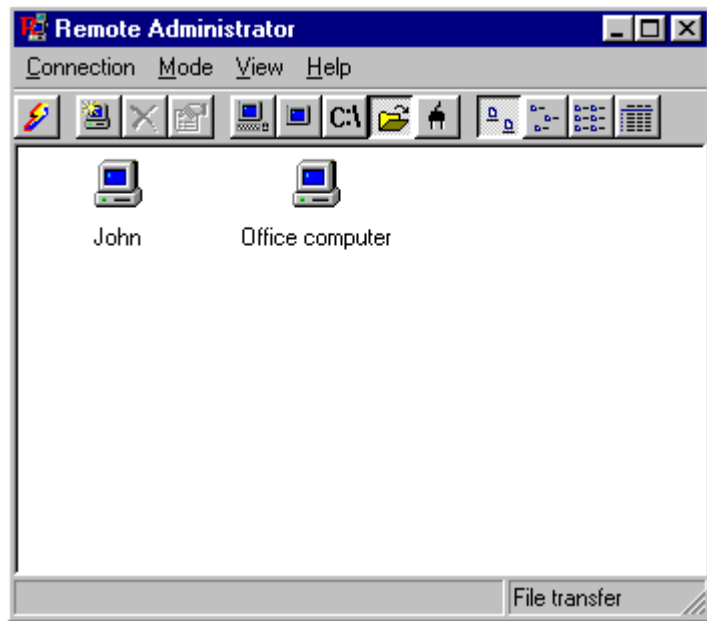 Remote Administrator
Connection Mode View Help
C:\
John Office computer
File transfer